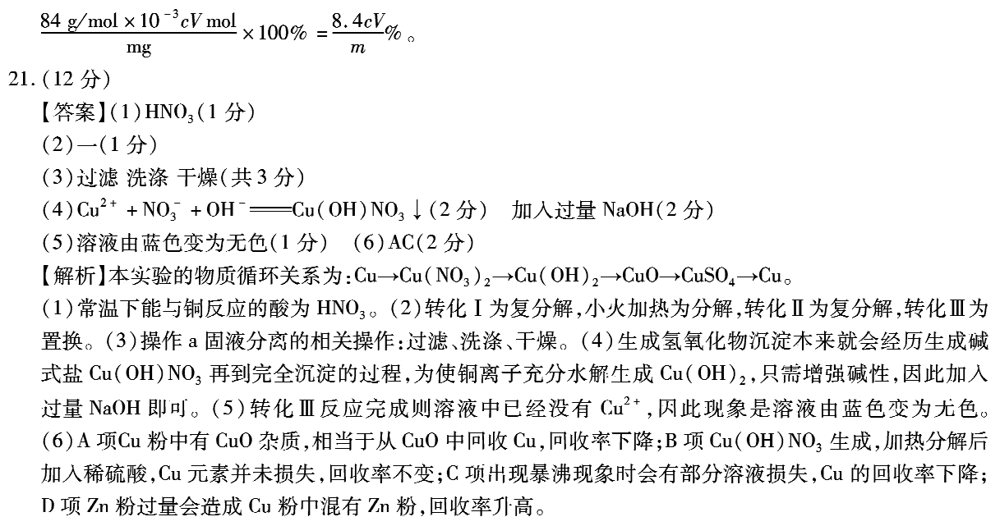 84 g/mol × 10⁻³cV mol / mg × 100% = 8.4cV/m %。
21. (12 分)
【答案】(1)HNO₃(1 分)
(2)一(1 分)
(3)过滤 洗涤 干燥(共 3 分)
(4)Cu²⁺ + NO₃⁻ + OH⁻══Cu(OH)NO₃↓(2 分) 加入过量 NaOH(2 分)
(5)溶液由蓝色变为无色(1 分) (6)AC(2 分)
【解析】本实验的物质循环关系为:Cu→Cu(NO₃)₂→Cu(OH)₂→CuO→CuSO₄→Cu。
(1)常温下能与铜反应的酸为 HNO₃。(2)转化Ⅰ为复分解,小火加热为分解,转化Ⅱ为复分解,转化Ⅲ为
置换。(3)操作 a 固液分离的相关操作:过滤、洗涤、干燥。(4)生成氢氧化物沉淀本来就会经历生成碱
式盐 Cu(OH)NO₃ 再到完全沉淀的过程,为使铜离子充分水解生成 Cu(OH)₂,只需增强碱性,因此加入
过量 NaOH 即可。(5)转化Ⅲ反应完成则溶液中已经没有 Cu²⁺,因此现象是溶液由蓝色变为无色。
(6)A 项Cu 粉中有 CuO 杂质,相当于从 CuO 中回收 Cu,回收率下降;B 项 Cu(OH)NO₃ 生成,加热分解后
加入稀硫酸,Cu 元素并未损失,回收率不变;C 项出现暴沸现象时会有部分溶液损失,Cu 的回收率下降;
D 项 Zn 粉过量会造成 Cu 粉中混有 Zn 粉,回收率升高。